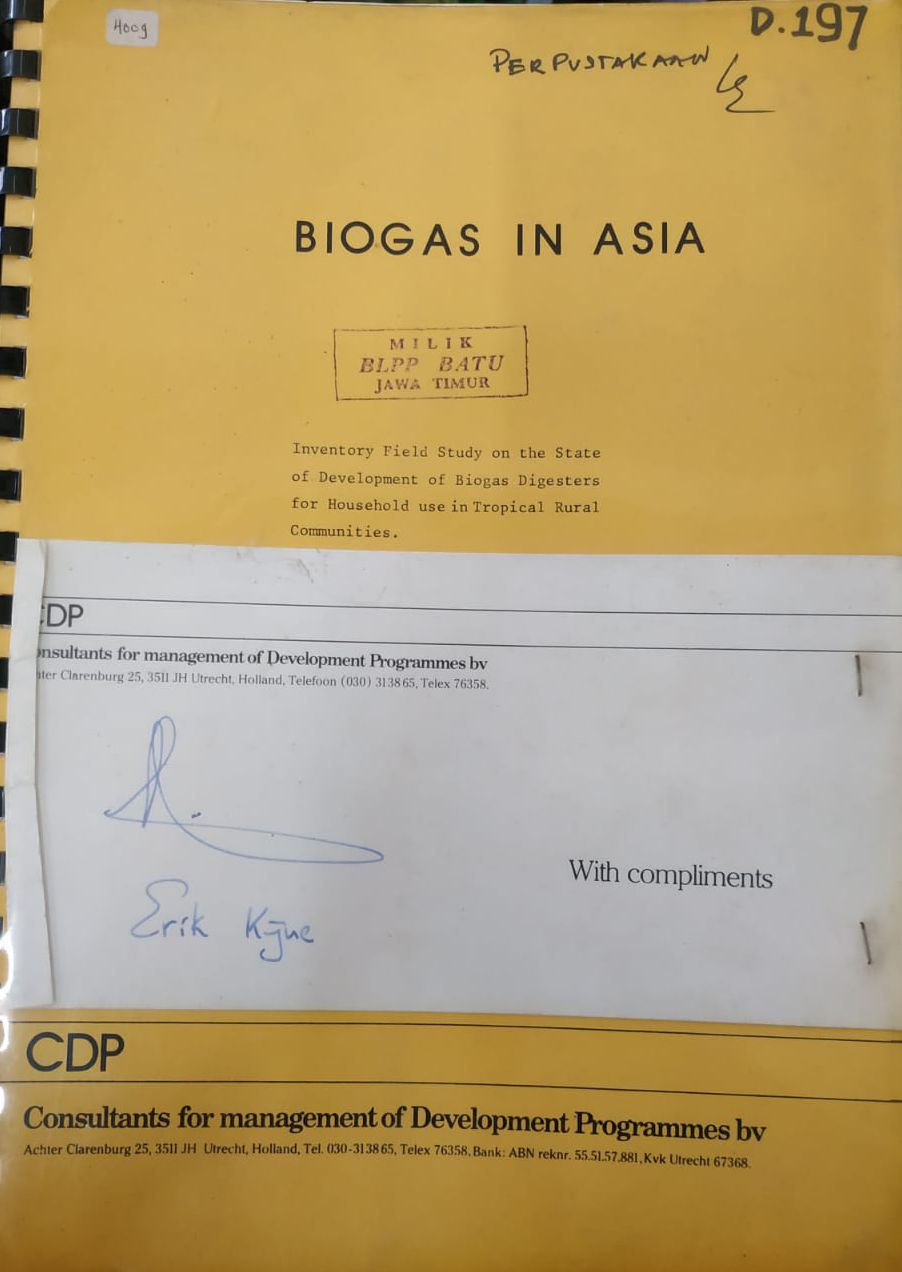 4009
D.197
PERPUSTAKAAN
BIOGAS IN ASIA
MILIK
BLPP BATU
JAWA TIMUR
Inventory Field Study on the State
of Development of Biogas Digesters
for Household use in Tropical Rural
Communities.
CDP
onsultants for management of Development Programmes bv
ter Clarenburg 25, 3511 JH Utrecht, Holland, Telefoon (030) 313865, Telex 76358.
With compliments
Erik Kÿne
CDP
Consultants for management of Development Programmes bv
Achter Clarenburg 25, 3511 JH Utrecht, Holland, Tel. 030-313865, Telex 76358. Bank: ABN reknr. 55.51.57.881, Kvk Utrecht 67368.